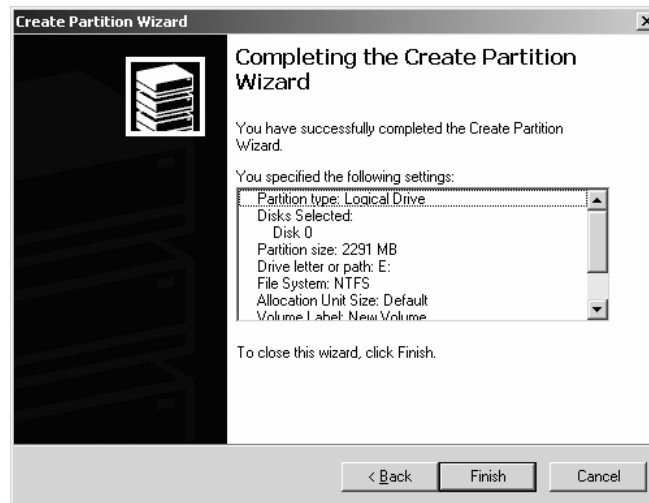 Create Partition Wizard
Completing the Create Partition
Wizard
You have successfully completed the Create Partition
Wizard.
You specified the following settings:
Partition type: Logical Drive
Disks Selected:
Disk 0
Partition size: 2291 MB
Drive letter or path: E:
File System: NTFS
Allocation Unit Size: Default
Volume Label: New Volume
To close this wizard, click Finish.
< Back
Finish
Cancel